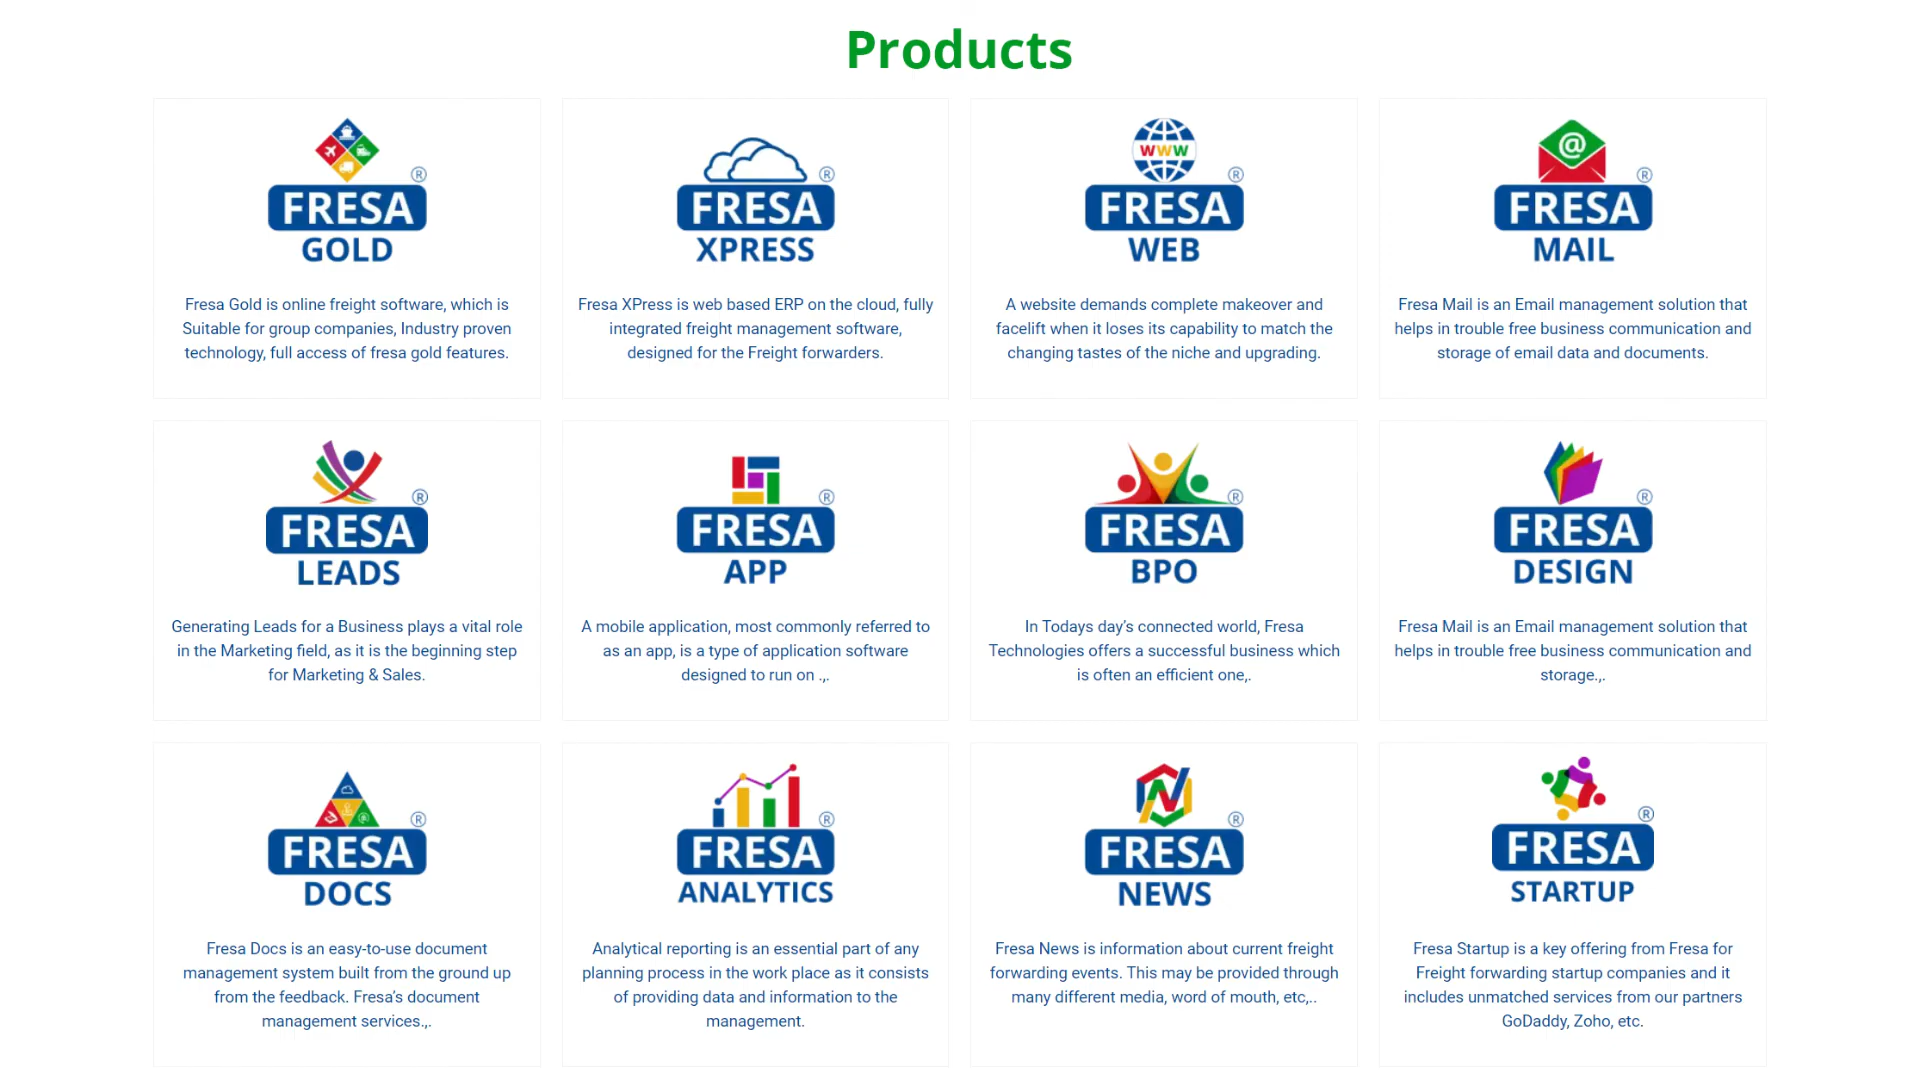 Products
®
FRESA
GOLD
Fresa Gold is online freight software, which is
Suitable for group companies, Industry proven
technology, full access of fresa gold features.
®
FRESA
XPRESS
Fresa XPress is web based ERP on the cloud, fully
integrated freight management software,
designed for the Freight forwarders.
WWW
®
FRESA
WEB
A website demands complete makeover and
facelift when it loses its capability to match the
changing tastes of the niche and upgrading.
@
®
FRESA
MAIL
Fresa Mail is an Email management solution that
helps in trouble free business communication and
storage of email data and documents.
®
FRESA
LEADS
Generating Leads for a Business plays a vital role
in the Marketing field, as it is the beginning step
for Marketing & Sales.
®
FRESA
APP
A mobile application, most commonly referred to
as an app, is a type of application software
designed to run on .,.
®
FRESA
BPO
In Todays day’s connected world, Fresa
Technologies offers a successful business which
is often an efficient one,.
®
FRESA
DESIGN
Fresa Mail is an Email management solution that
helps in trouble free business communication and
storage.,.
®
FRESA
DOCS
Fresa Docs is an easy-to-use document
management system built from the ground up
from the feedback. Fresa’s document
management services.,.
®
FRESA
ANALYTICS
Analytical reporting is an essential part of any
planning process in the work place as it consists
of providing data and information to the
management.
N
®
FRESA
NEWS
Fresa News is information about current freight
forwarding events. This may be provided through
many different media, word of mouth, etc,..
®
FRESA
STARTUP
Fresa Startup is a key offering from Fresa for
Freight forwarding startup companies and it
includes unmatched services from our partners
GoDaddy, Zoho, etc.